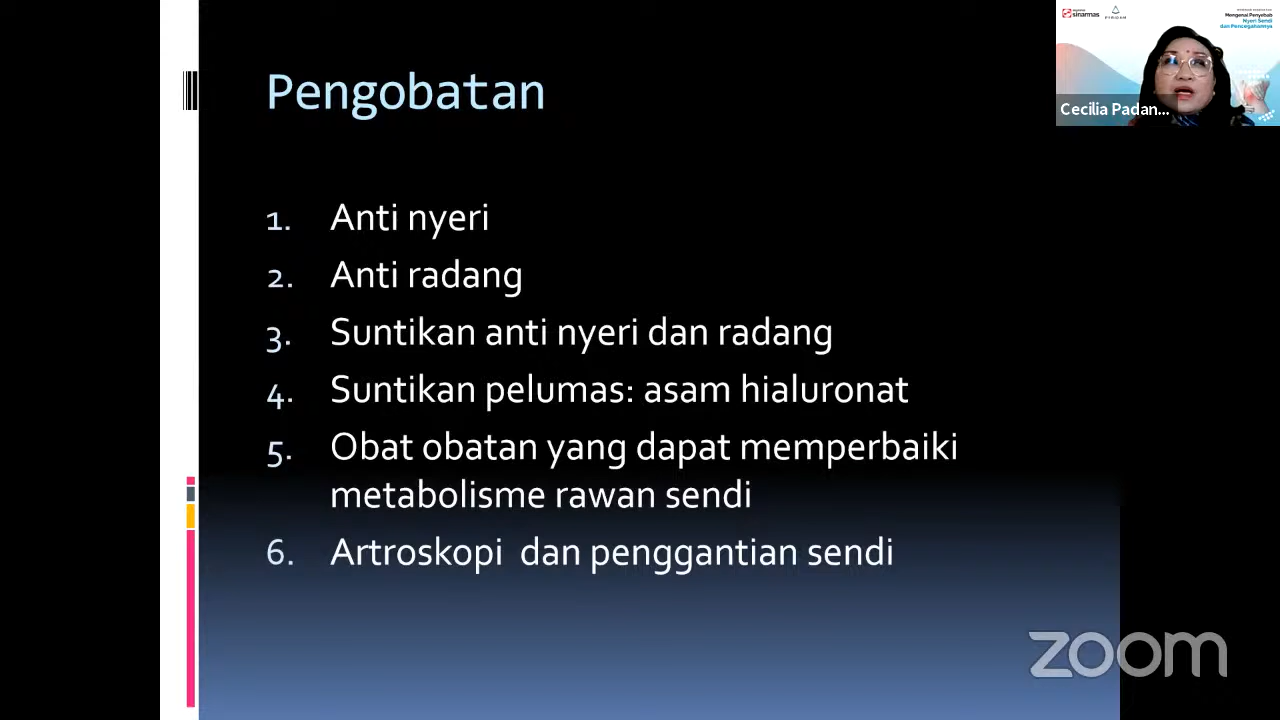 Pengobatan
1. Anti nyeri
2. Anti radang
3. Suntikan anti nyeri dan radang
4. Suntikan pelumas: asam hialuronat
5. Obat obatan yang dapat memperbaiki
metabolisme rawan sendi
6. Artroskopi dan penggantian sendi
sinarmas
Mengenal Penyebab
Nyeri Sendi
dan Pencegahannya
Cecilia Padan...
zoom